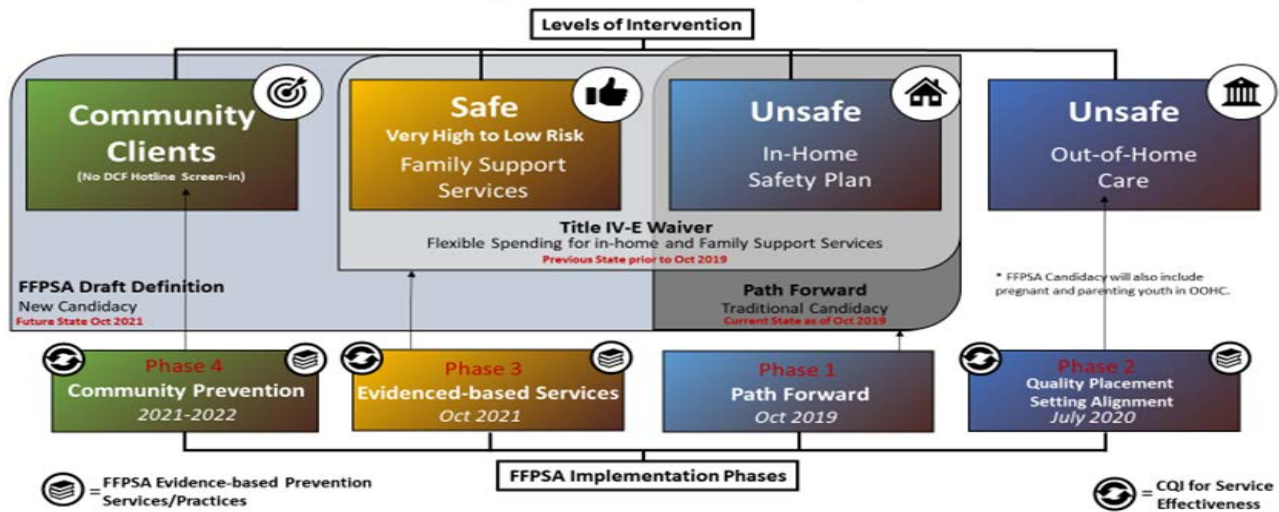 Levels of Intervention
Community
Clients
(No DCF Hotline Screen-in)
Safe
Very High to Low Risk
Family Support
Services
Unsafe
In-Home
Safety Plan
Unsafe
Out-of-Home
Care
Title IV-E Waiver
Flexible Spending for in-home and Family Support Services
Previous State prior to Oct 2019
FFPSA Draft Definition
New Candidacy
Future State Oct 2021
Path Forward
Traditional Candidacy
Current State as of Oct 2019
* FFPSA Candidacy will also include
pregnant and parenting youth in OOHC.
Phase 4
Community Prevention
2021-2022
Phase 3
Evidenced-based Services
Oct 2021
Phase 1
Path Forward
Oct 2019
Phase 2
Quality Placement
Setting Alignment
July 2020
FFPSA Implementation Phases
=FFPSA Evidence-based Prevention
Services/Practices
= CQI for Service
Effectiveness